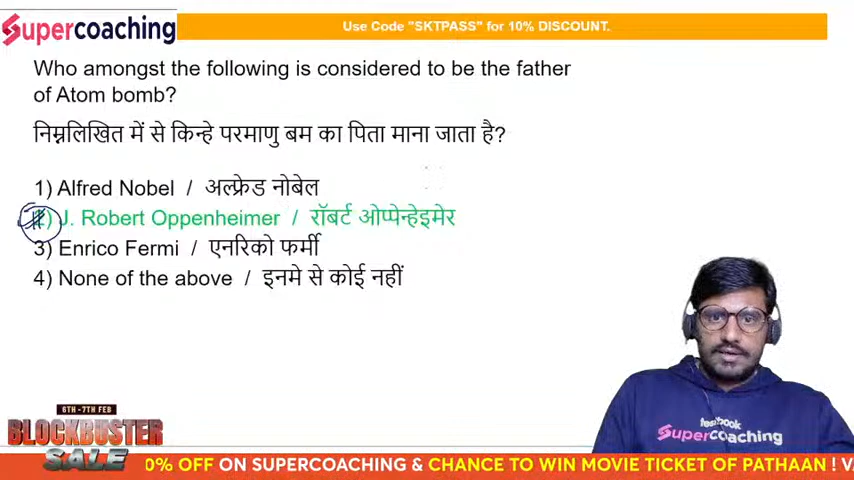 Supercoaching
Use Code "SKTPASS" for 10% DISCOUNT.
Who amongst the following is considered to be the father
of Atom bomb?
निम्नलिखित में से किन्हे परमाणु बम का पिता माना जाता है?
1) Alfred Nobel / अल्फ्रेड नोबेल
2) J. Robert Oppenheimer / रॉबर्ट ओप्पेन्हेइमेर
3) Enrico Fermi / एनरिको फर्मी
4) None of the above / इनमे से कोई नहीं
testbook
Supercoaching
6TH -7TH FEB
BLOCKBUSTER
SALE
0% OFF ON SUPERCOACHING & CHANCE TO WIN MOVIE TICKET OF PATHAAN ! V